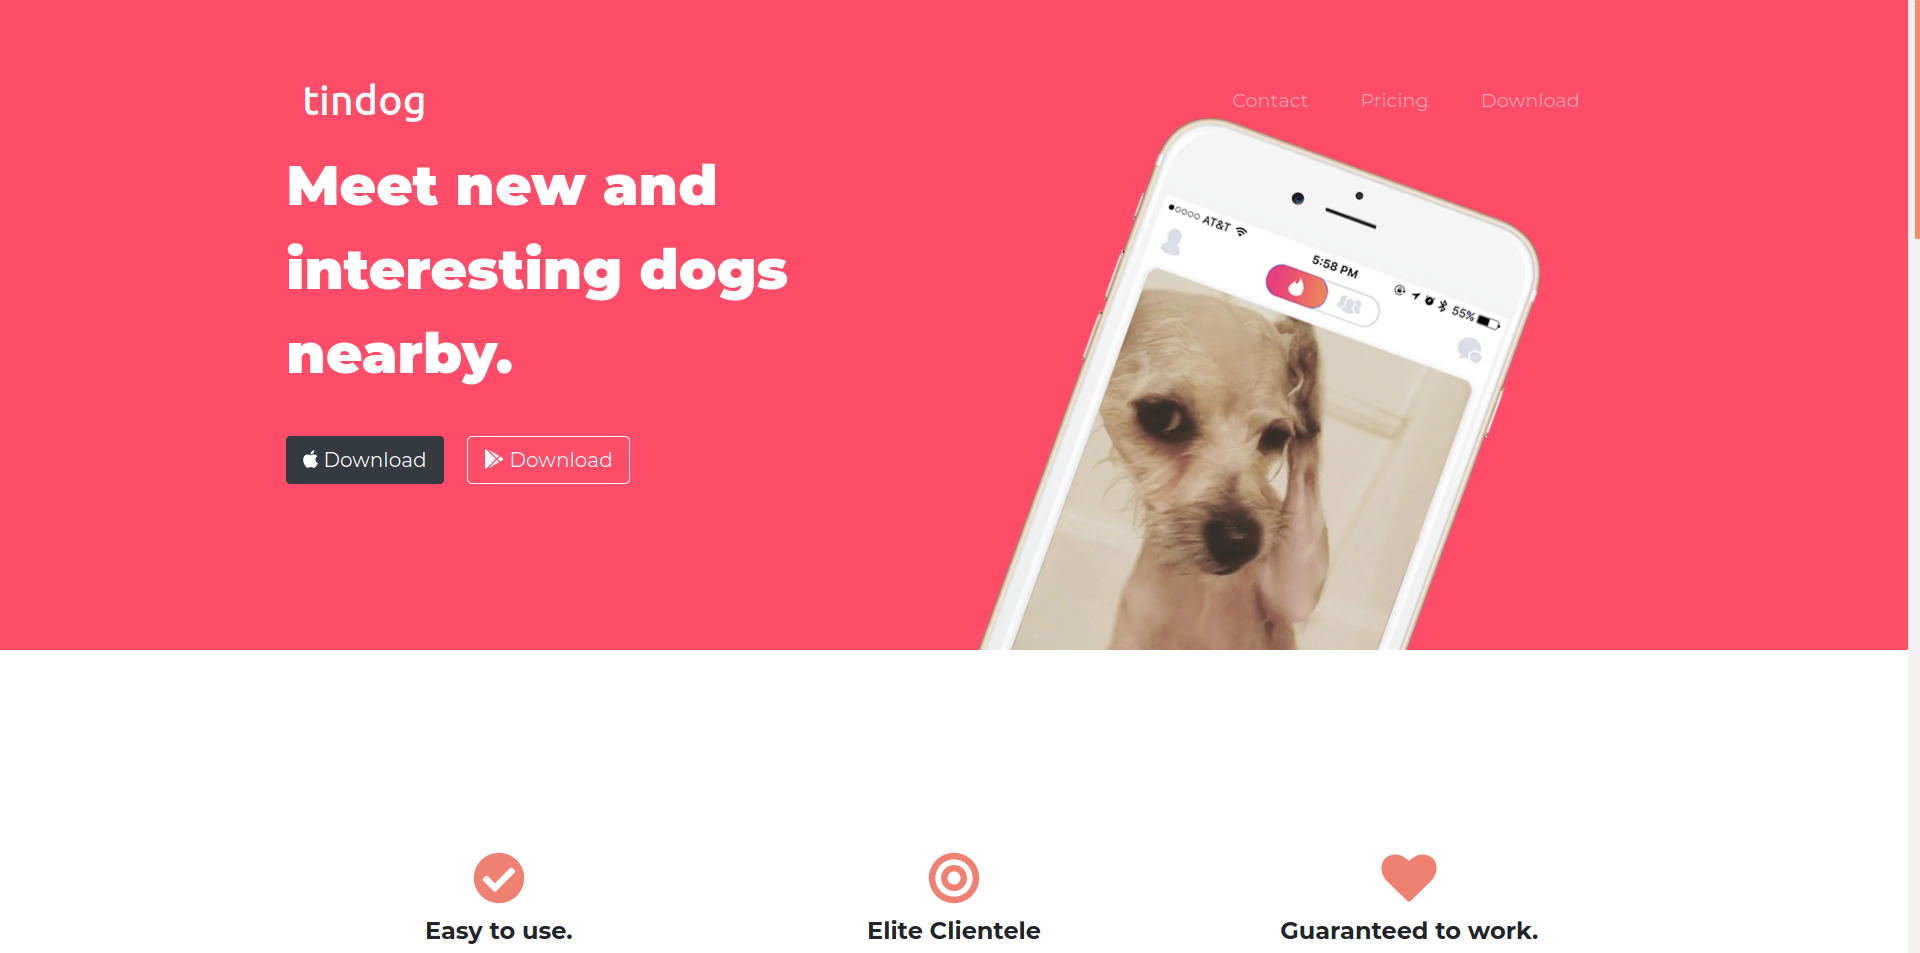 tindog
Contact Pricing Download
Meet new and
interesting dogs
nearby.
Download Download
AT&T
5:58 PM
55%
Easy to use. Elite Clientele Guaranteed to work.